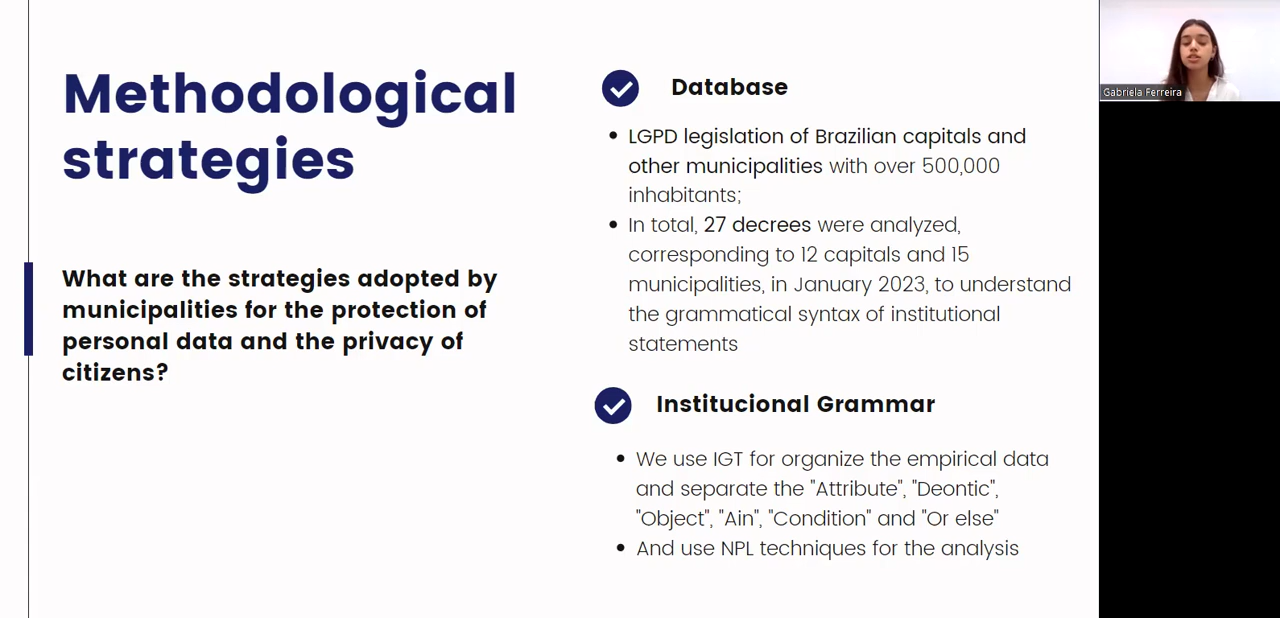 Methodological
strategies
What are the strategies adopted by
municipalities for the protection of
personal data and the privacy of
citizens?
Database
• LGPD legislation of Brazilian capitals and
other municipalities with over 500,000
inhabitants;
• In total, 27 decrees were analyzed,
corresponding to 12 capitals and 15
municipalities, in January 2023, to understand
the grammatical syntax of institutional
statements
Institucional Grammar
• We use IGT for organize the empirical data
and separate the "Attribute", "Deontic",
"Object", "Ain", "Condition" and "Or else"
• And use NPL techniques for the analysis
Gabriela Ferreira